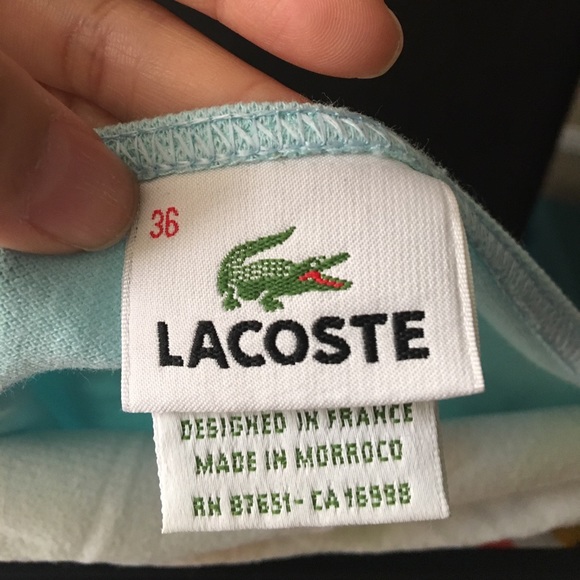 36
LACOSTE
DESIGNED IN FRANCE
MADE IN MORROCO
RN 87651- CA 16998